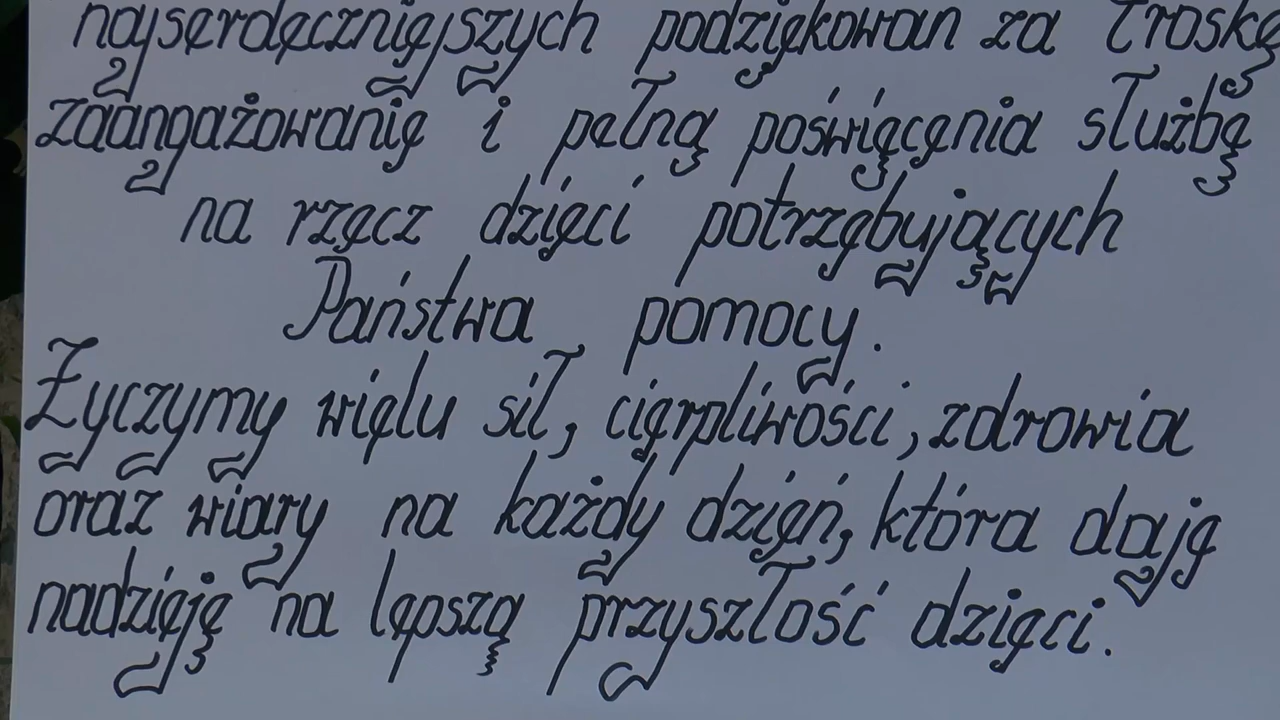 najserdeczniejszych podziękowań za troskę
zaangażowanie i pełną poświęcenia służbę
na rzecz dzieci potrzebujących
Państwa pomocy.
Życzymy wielu sił, cierpliwości, zdrowia
oraz wiary na każdy dzień, która daje
nadzieję na lepszą przyszłość dzieci.